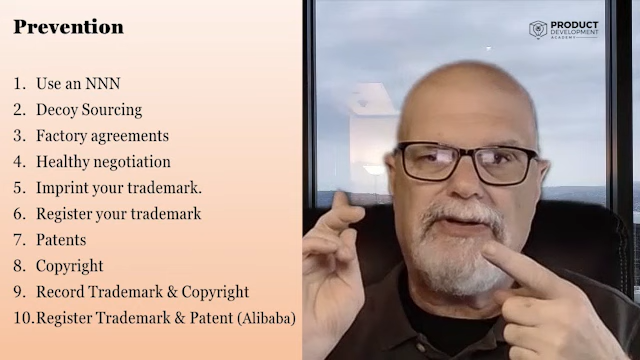 Prevention
1. Use an NNN
2. Decoy Sourcing
3. Factory agreements
4. Healthy negotiation
5. Imprint your trademark.
6. Register your trademark
7. Patents
8. Copyright
9. Record Trademark & Copyright
10.Register Trademark & Patent (Alibaba)
PRODUCT
DEVELOPMENT
ACADEMY